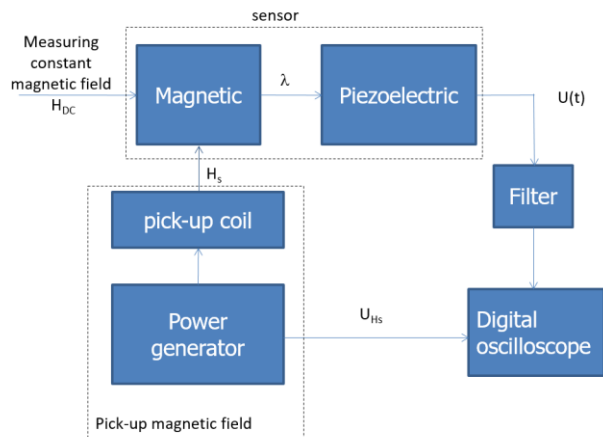 sensor
Measuring
constant
magnetic field
H_DC
Magnetic
λ
Piezoelectric
U(t)
H_s
Filter
pick-up coil
Power
generator
U_Hs
Digital
oscilloscope
Pick-up magnetic field